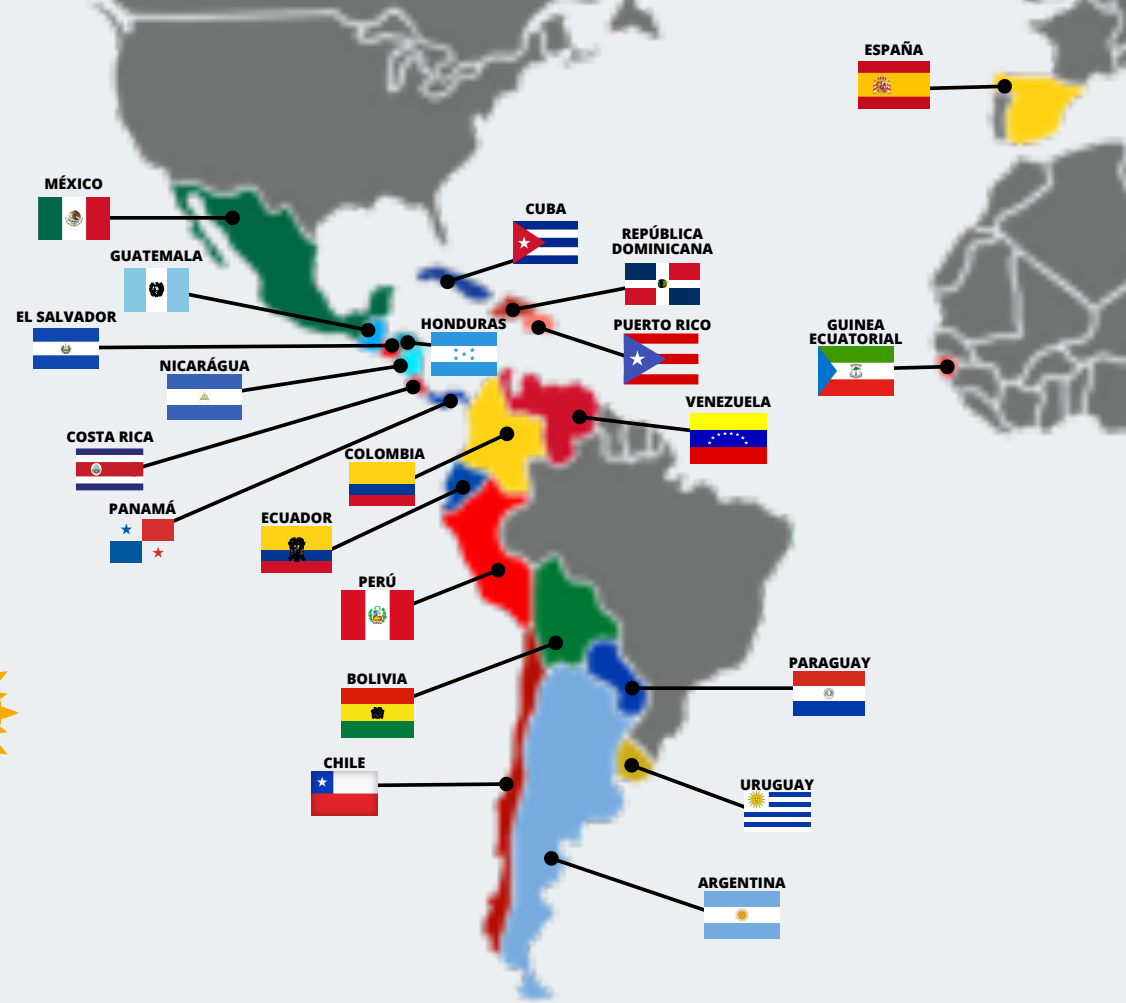 ESPAÑA
MÉXICO
CUBA
REPÚBLICA
DOMINICANA
GUATEMALA
EL SALVADOR
HONDURAS
PUERTO RICO
GUINEA
ECUATORIAL
NICARÁGUA
VENEZUELA
COSTA RICA
COLOMBIA
PANAMÁ
ECUADOR
PERÚ
PARAGUAY
BOLIVIA
CHILE
URUGUAY
ARGENTINA